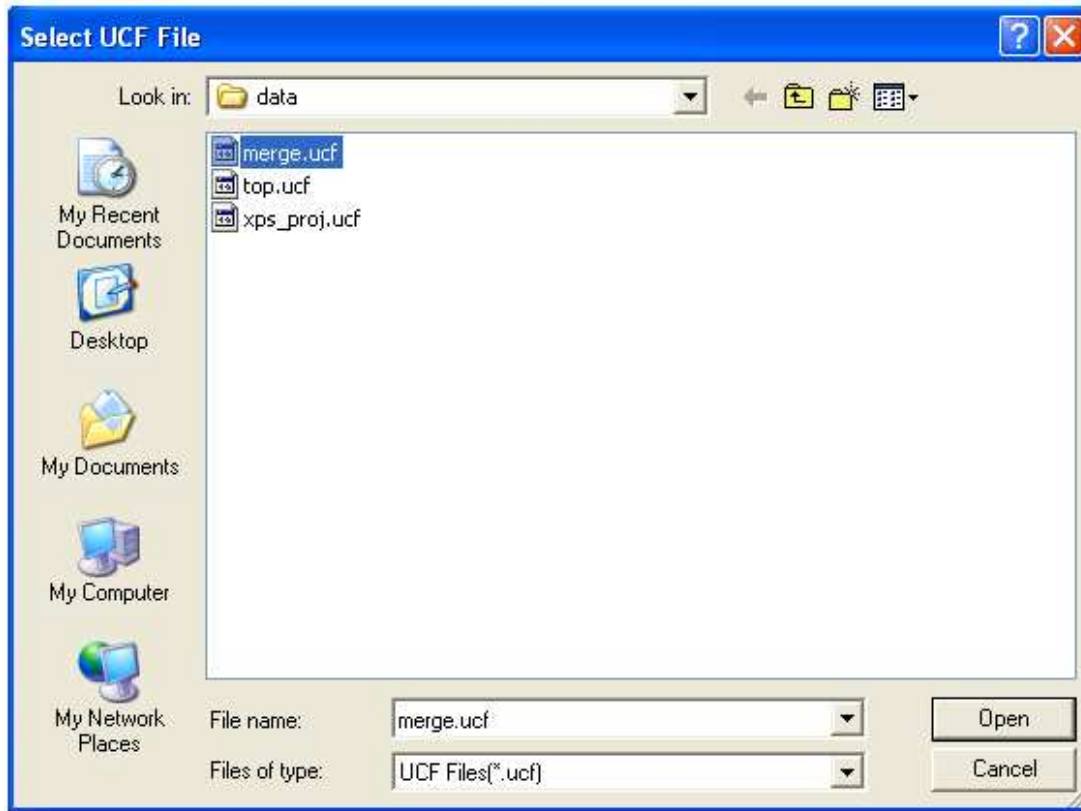 Select UCF File
Look in: data
merge.ucf
top.ucf
xps_proj.ucf
My Recent
Documents
Desktop
My Documents
My Computer
My Network
Places
File name: merge.ucf Open
Files of type: UCF Files(*.ucf) Cancel